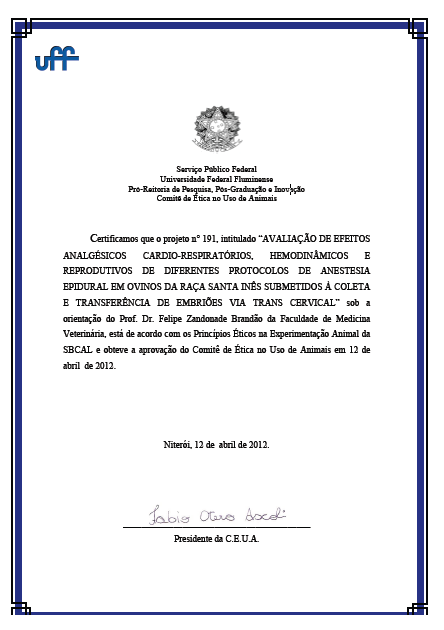 uff
Serviço Público Federal
Universidade Federal Fluminense
Pró-Reitoria de Pesquisa, Pós-Graduação e Inovação
Comitê de Ética no Uso de Animais
Certificamos que o projeto nº 191, intitulado “AVALIAÇÃO DE EFEITOS
ANALGÉSICOS CARDIO-RESPIRATÓRIOS, HEMODINÂMICOS E
REPRODUTIVOS DE DIFERENTES PROTOCOLOS DE ANESTESIA
EPIDURAL EM OVINOS DA RAÇA SANTA INÊS SUBMETIDOS À COLETA
E TRANSFERÊNCIA DE EMBRIÕES VIA TRANS CERVICAL” sob a
orientação do Prof. Dr. Felipe Zandonade Brandão da Faculdade de Medicina
Veterinária, está de acordo com os Princípios Éticos na Experimentação Animal da
SBCAL e obteve a aprovação do Comitê de Ética no Uso de Animais em 12 de
abril de 2012.
Niterói, 12 de abril de 2012.
Fabio Otero Ascoli
Presidente da C.E.U.A.